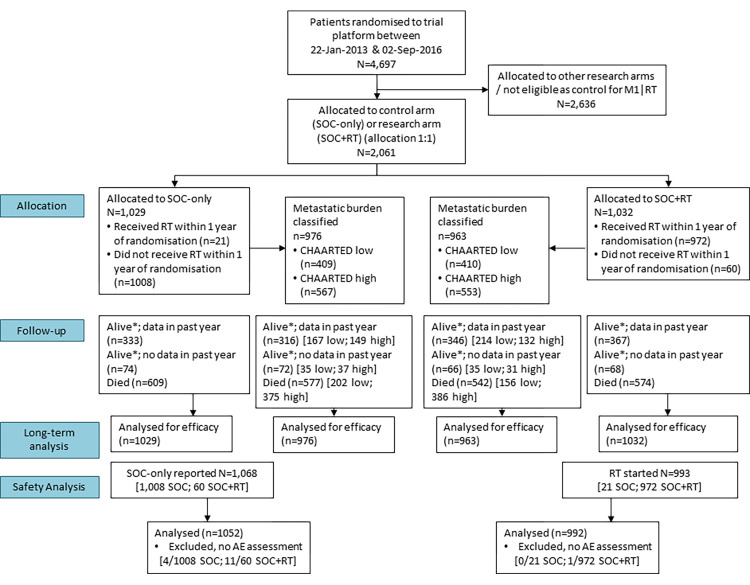 Patients randomised to trial
platform between
22-Jan-2013 & 02-Sep-2016
N=4,697
Allocated to other research arms
/ not eligible as control for M1|RT
N=2,636
Allocated to control arm
(SOC-only) or research arm
(SOC+RT) (allocation 1:1)
N=2,061
Allocation
Allocated to SOC-only
N=1,029
• Received RT within 1 year
of randomisation (n=21)
• Did not receive RT within 1
year of randomisation
(n=1008)
Metastatic burden
classified
n=976
• CHAARTED low
(n=409)
• CHAARTED high
(n=567)
Metastatic burden
classified
n=963
• CHAARTED low
(n=410)
• CHAARTED high
(n=553)
Allocated to SOC+RT
N=1,032
• Received RT within 1 year of
randomisation (n=972)
• Did not receive RT within 1
year of randomisation (n=60)
Follow-up
Alive*; data in past year
(n=333)
Alive*; no data in past year
(n=74)
Died (n=609)
Alive*; data in past year
(n=316) [167 low; 149 high]
Alive*; no data in past year
(n=72) [35 low; 37 high]
Died (n=577) [202 low;
375 high]
Alive*; data in past year
(n=346) [214 low; 132 high]
Alive*; no data in past year
(n=66) [35 low; 31 high]
Died (n=542) [156 low;
386 high]
Alive*; data in past year
(n=367)
Alive*; no data in past year
(n=68)
Died (n=574)
Long-term
analysis
Analysed for efficacy
(n=1029)
Analysed for efficacy
(n=976)
Analysed for efficacy
(n=963)
Analysed for efficacy
(n=1032)
Safety Analysis
SOC-only reported N=1,068
[1,008 SOC; 60 SOC+RT]
RT started N=993
[21 SOC; 972 SOC+RT]
Analysed (n=1052)
• Excluded, no AE assessment
[4/1008 SOC; 11/60 SOC+RT]
Analysed (n=992)
• Excluded, no AE assessment
[0/21 SOC; 1/972 SOC+RT]